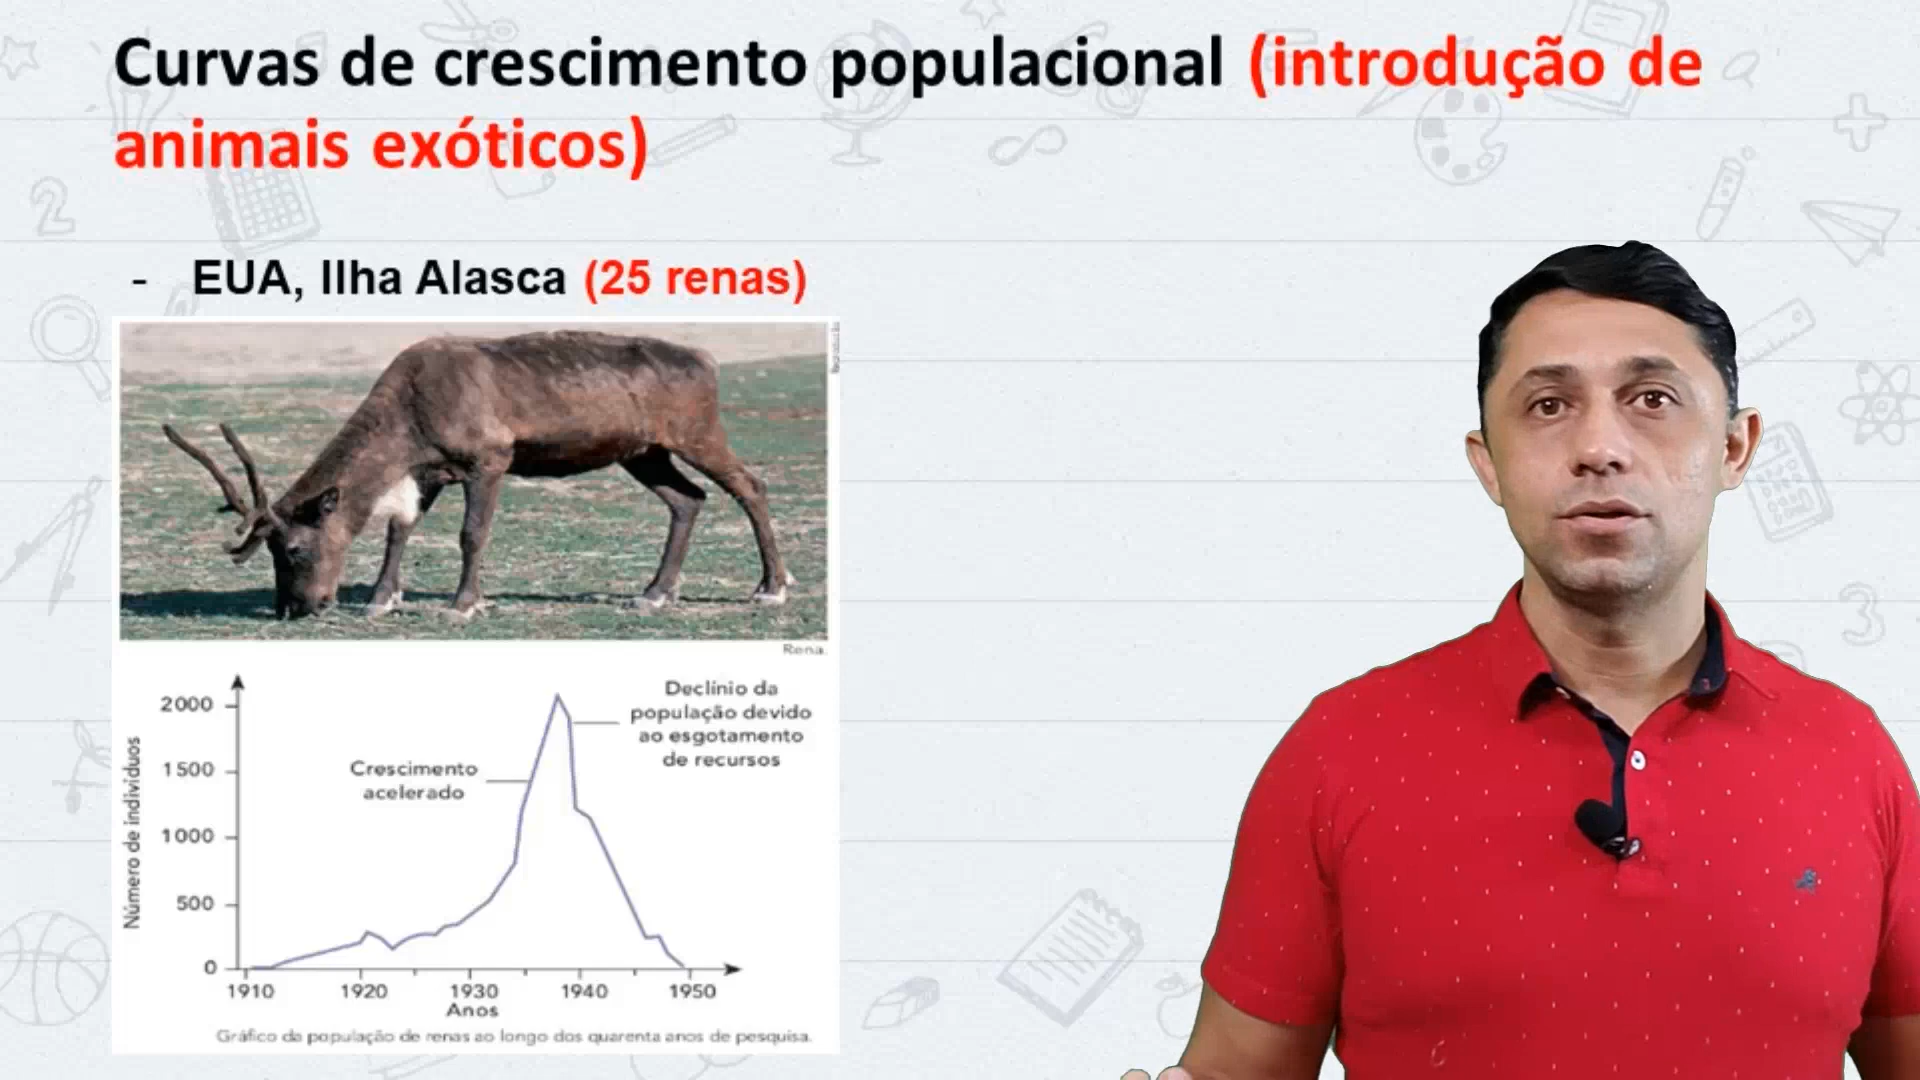 Curvas de crescimento populacional (introdução de
animais exóticos)
- EUA, Ilha Alasca (25 renas)
Rena.
Número de indivíduos
2000
1500
1000
500
0
Crescimento
acelerado
Declínio da
população devido
ao esgotamento
de recursos
1910 1920 1930 1940 1950
Anos
Gráfico da população de renas ao longo dos quarenta anos de pesquisa.